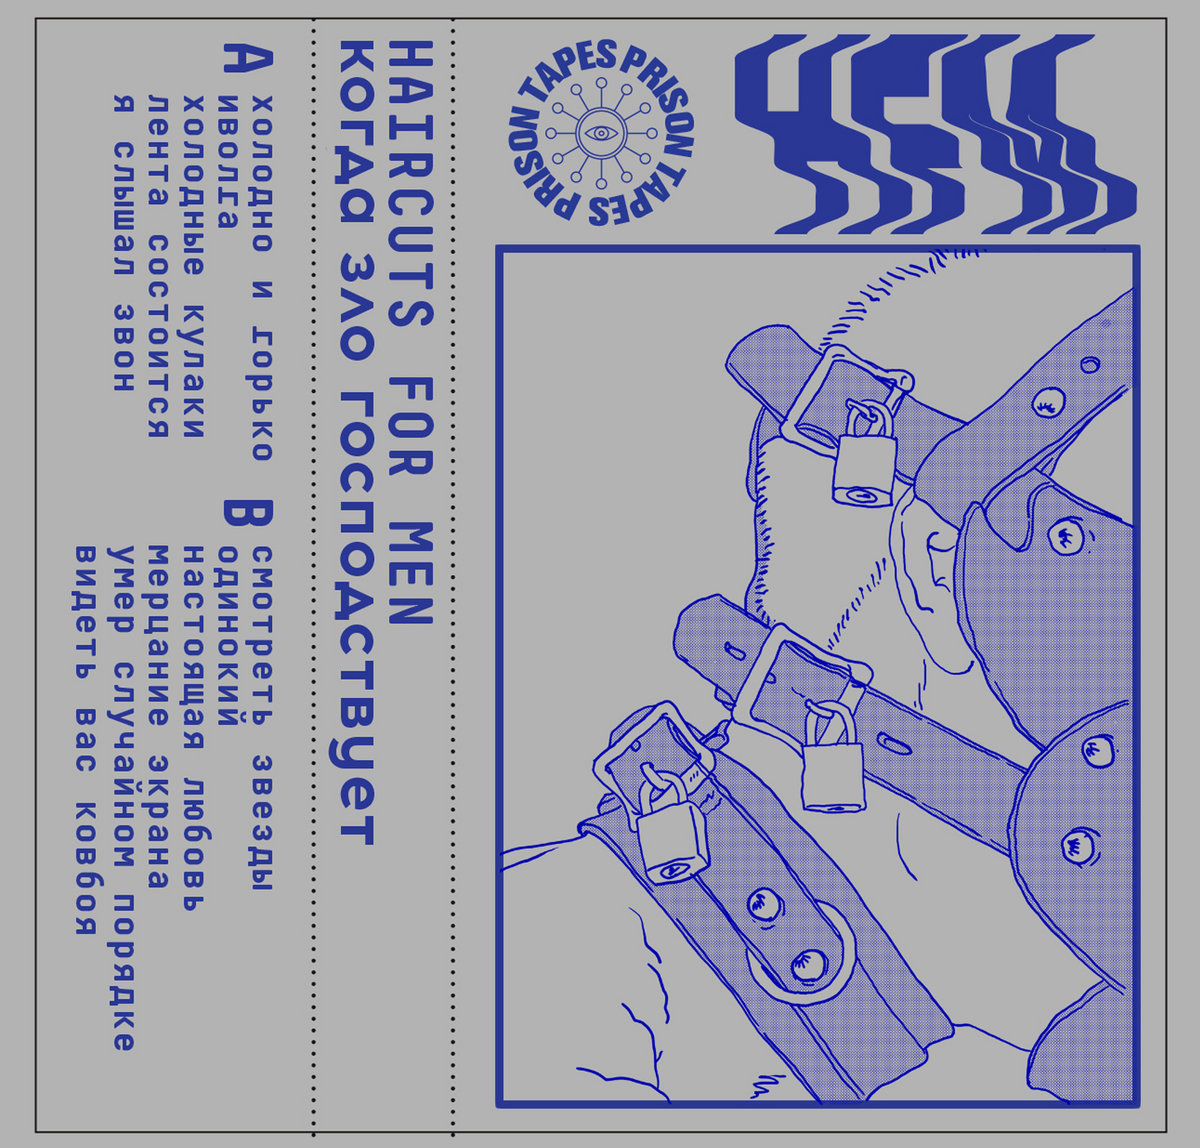 PRISON TAPES PRISON TAPES
HAIRCUTS FOR MEN
когда зло господствует
A
холодно и горько
иволга
холодные кулаки
лента состоится
я слышал звон
B
смотреть звезды
одинокий
настоящая любовь
мерцание экрана
умер случайном порядке
видеть вас ковбоя